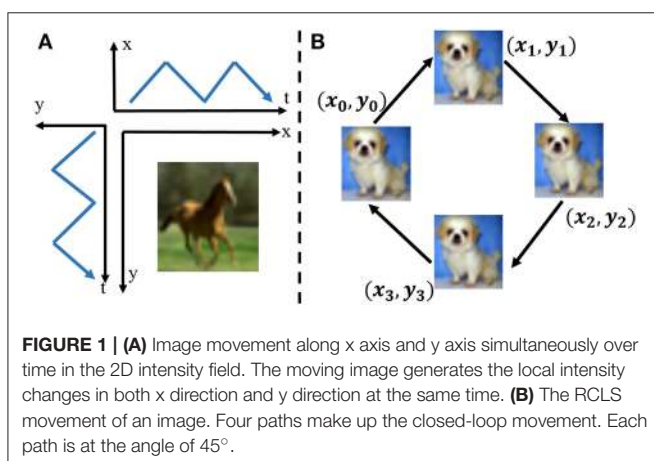 A
x
t
y
x
t
y
B
(x₁, y₁)
(x₀, y₀)
(x₂, y₂)
(x₃, y₃)
FIGURE 1 | (A) Image movement along x axis and y axis simultaneously over
time in the 2D intensity field. The moving image generates the local intensity
changes in both x direction and y direction at the same time. (B) The RCLS
movement of an image. Four paths make up the closed-loop movement. Each
path is at the angle of 45°.